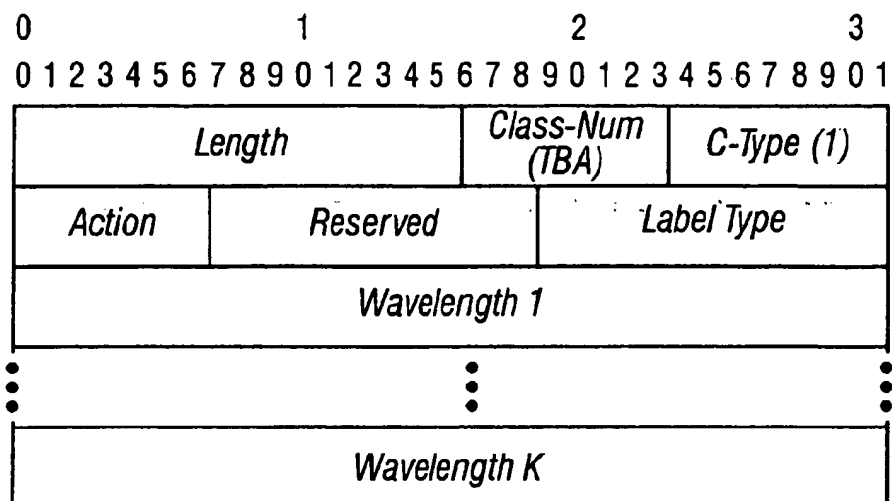 0 1 2 3
0 1 2 3 4 5 6 7 8 9 0 1 2 3 4 5 6 7 8 9 0 1 2 3 4 5 6 7 8 9 0 1
Length Class-Num (TBA) C-Type (1)
Action Reserved Label Type
Wavelength 1
Wavelength K